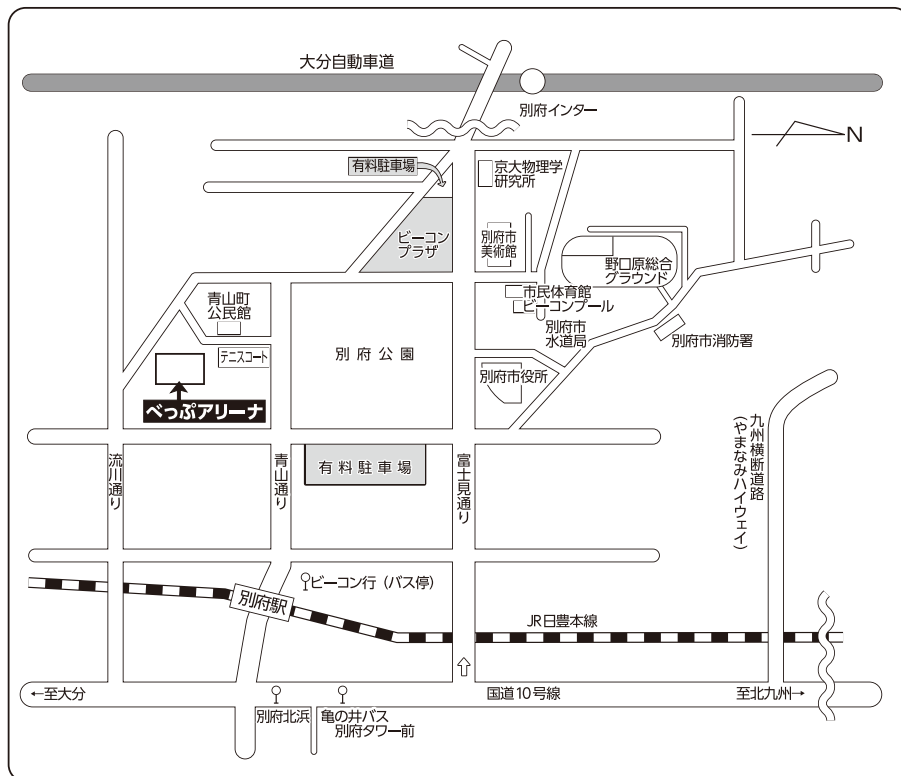 大分自動車道
別府インター
N
有料駐車場
京大物理学
研究所
ビーコン
プラザ
別府市
美術館
野口原総合
グラウンド
青山町
公民館
市民体育館
ビーコンプール
別府市
水道局
別府市消防署
テニスコート
別府公園
別府市役所
べっぷアリーナ
流川通り
青山通り
有料駐車場
富士見通り
九州横断道路
(やまなみハイウェイ)
ビーコン行(バス停)
別府駅
JR日豊本線
←至大分
国道10号線
至北九州→
別府北浜
亀の井バス
別府タワー前